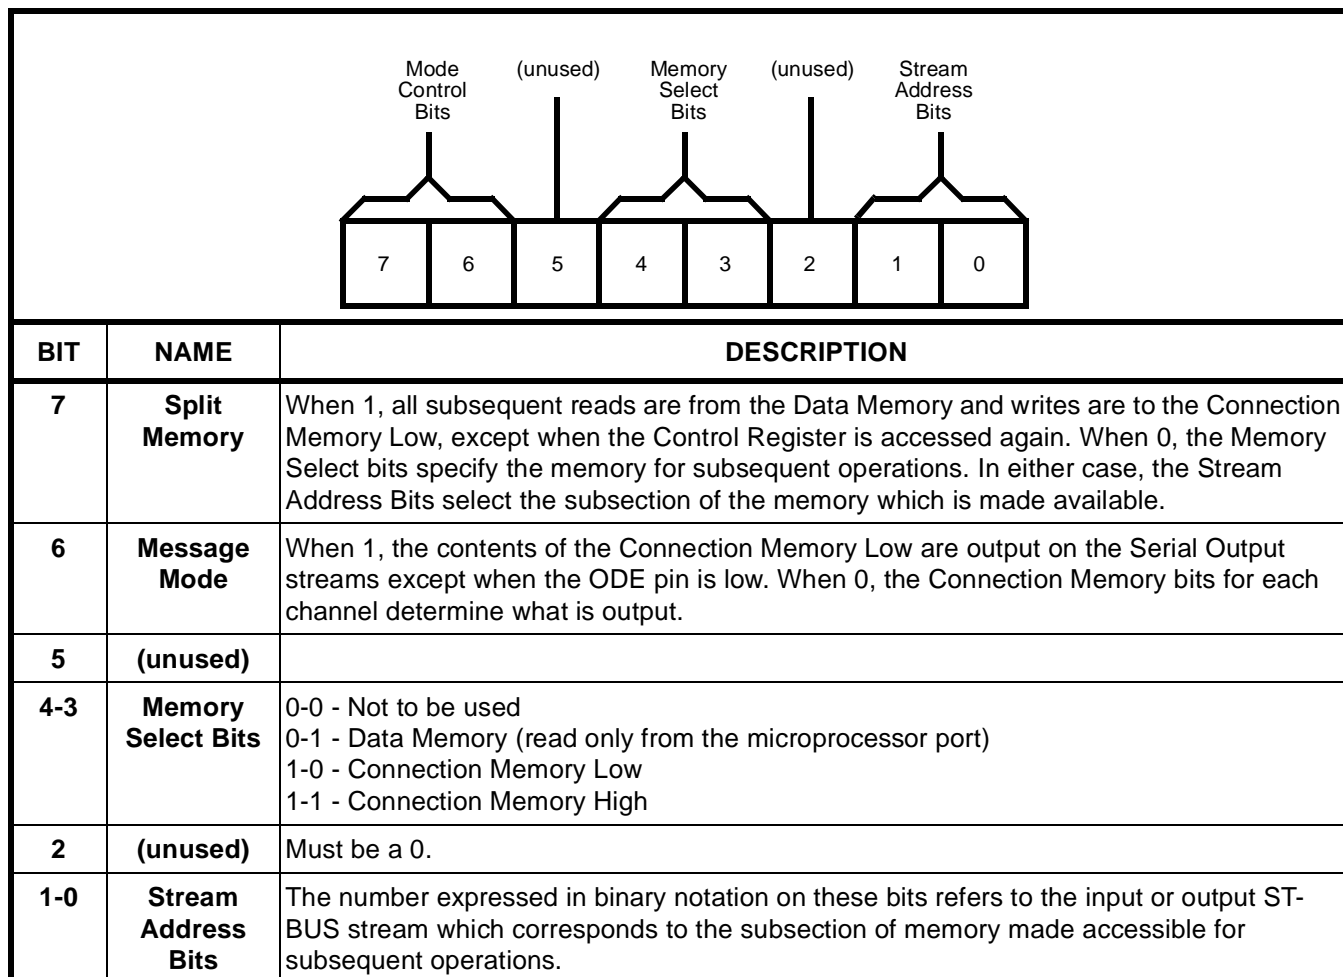 Mode Control Bits
(unused)
Memory Select Bits
(unused)
Stream Address Bits
7 6 5 4 3 2 1 0
BIT NAME DESCRIPTION
7 Split Memory
When 1, all subsequent reads are from the Data Memory and writes are to the Connection
Memory Low, except when the Control Register is accessed again. When 0, the Memory
Select bits specify the memory for subsequent operations. In either case, the Stream
Address Bits select the subsection of the memory which is made available.
6 Message Mode
When 1, the contents of the Connection Memory Low are output on the Serial Output
streams except when the ODE pin is low. When 0, the Connection Memory bits for each
channel determine what is output.
5 (unused)
4-3 Memory Select Bits
0-0 - Not to be used
0-1 - Data Memory (read only from the microprocessor port)
1-0 - Connection Memory Low
1-1 - Connection Memory High
2 (unused) Must be a 0.
1-0 Stream Address Bits
The number expressed in binary notation on these bits refers to the input or output ST-
BUS stream which corresponds to the subsection of memory made accessible for
subsequent operations.